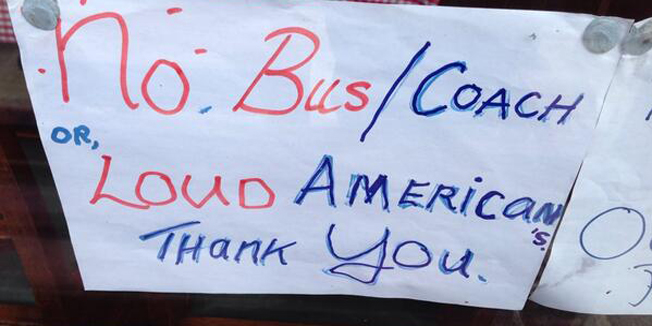 No. Bus/COACH
OR,
LOUD AMERICAN's.
THANK YOU.